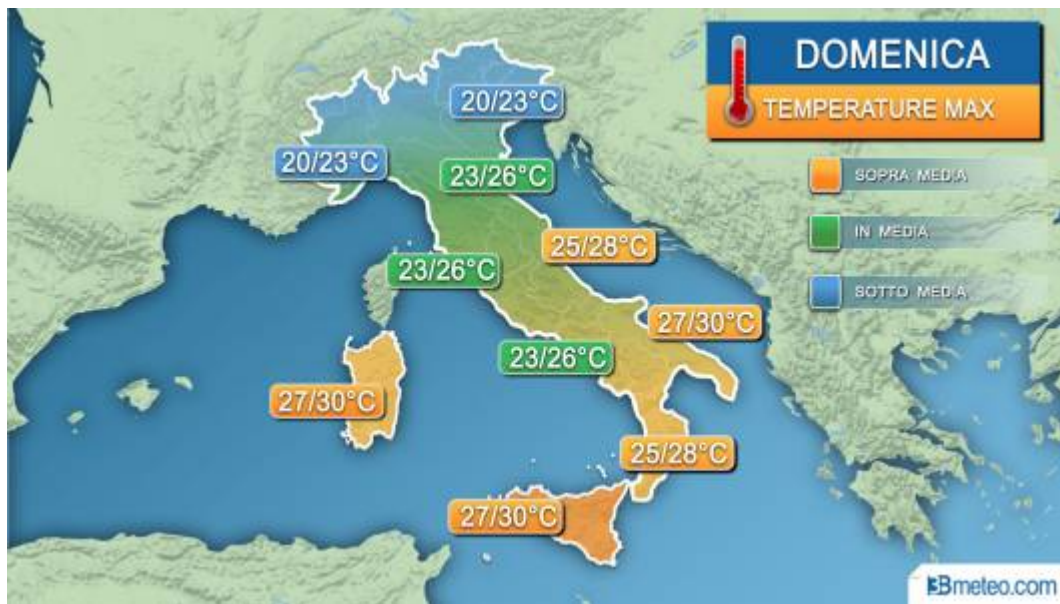 DOMENICA
TEMPERATURE MAX
SOPRA MEDIA
IN MEDIA
SOTTO MEDIA
20/23°C
20/23°C
23/26°C
25/28°C
23/26°C
27/30°C
23/26°C
27/30°C
25/28°C
27/30°C
3Bmeteo.com